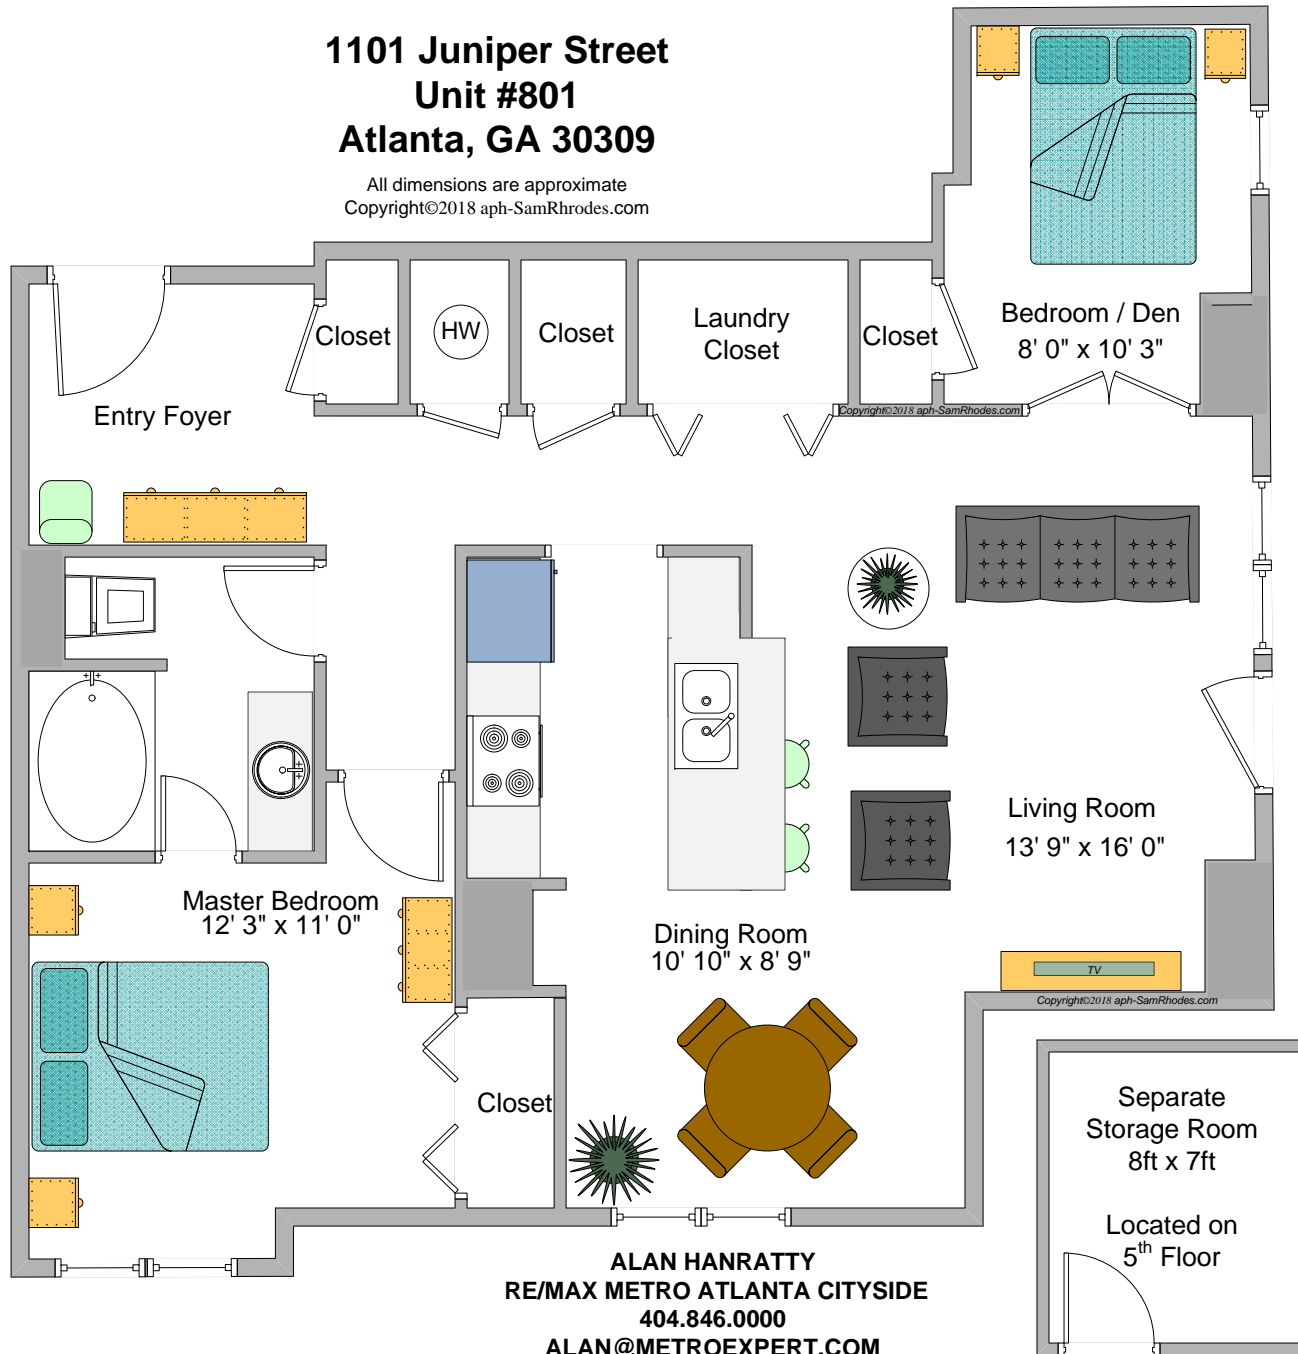 1101 Juniper Street
Unit #801
Atlanta, GA 30309
All dimensions are approximate
Copyright©2018 aph-SamRhrodes.com
Closet
HW
Closet
Laundry
Closet
Closet
Bedroom / Den
8' 0" x 10' 3"
Copyright©2018 aph-SamRhodes.com
Entry Foyer
Living Room
13' 9" x 16' 0"
Master Bedroom
12' 3" x 11' 0"
Dining Room
10' 10" x 8' 9"
TV
Copyright©2018 aph-SamRhodes.com
Closet
Separate
Storage Room
8ft x 7ft
Located on
5th Floor
ALAN HANRATTY
RE/MAX METRO ATLANTA CITYSIDE
404.846.0000
ALAN@METROEXPERT.COM